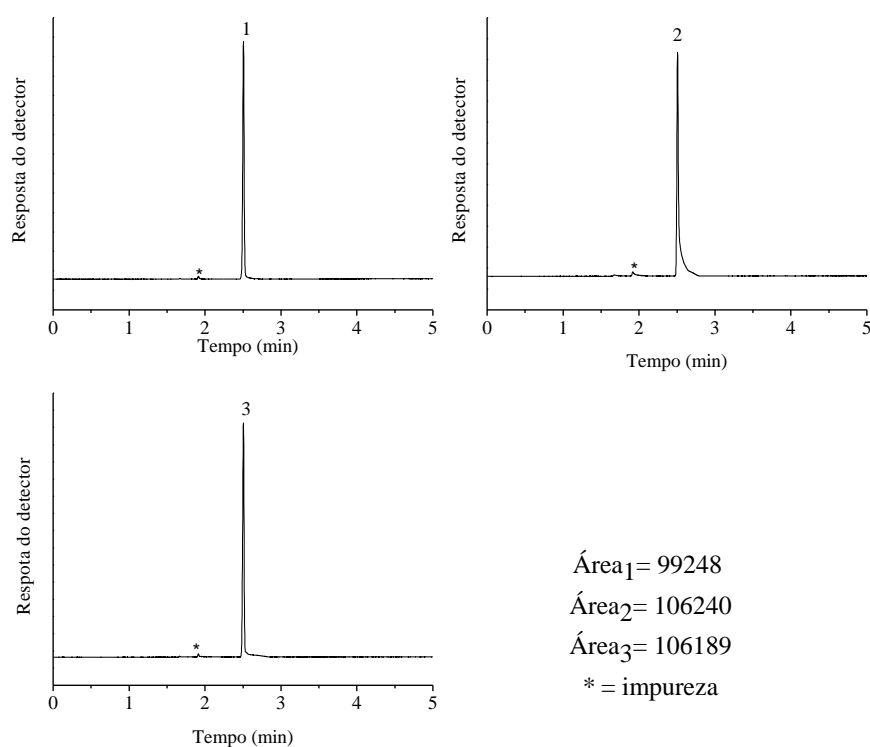 1
Resposta do detector
*
0 1 2 3 4 5
Tempo (min)
2
Resposta do detector
*
0 1 2 3 4 5
Tempo (min)
3
Respota do detector
*
0 1 2 3 4 5
Tempo (min)
Área1= 99248
Área2= 106240
Área3= 106189
* = impureza